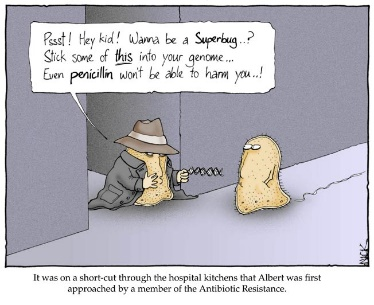 Pssst! Hey kid! Wanna be a Superbug..?
Stick some of this into your genome...
Even penicillin won't be able to harm you..!
It was on a short-cut through the hospital kitchens that Albert was first
approached by a member of the Antibiotic Resistance.